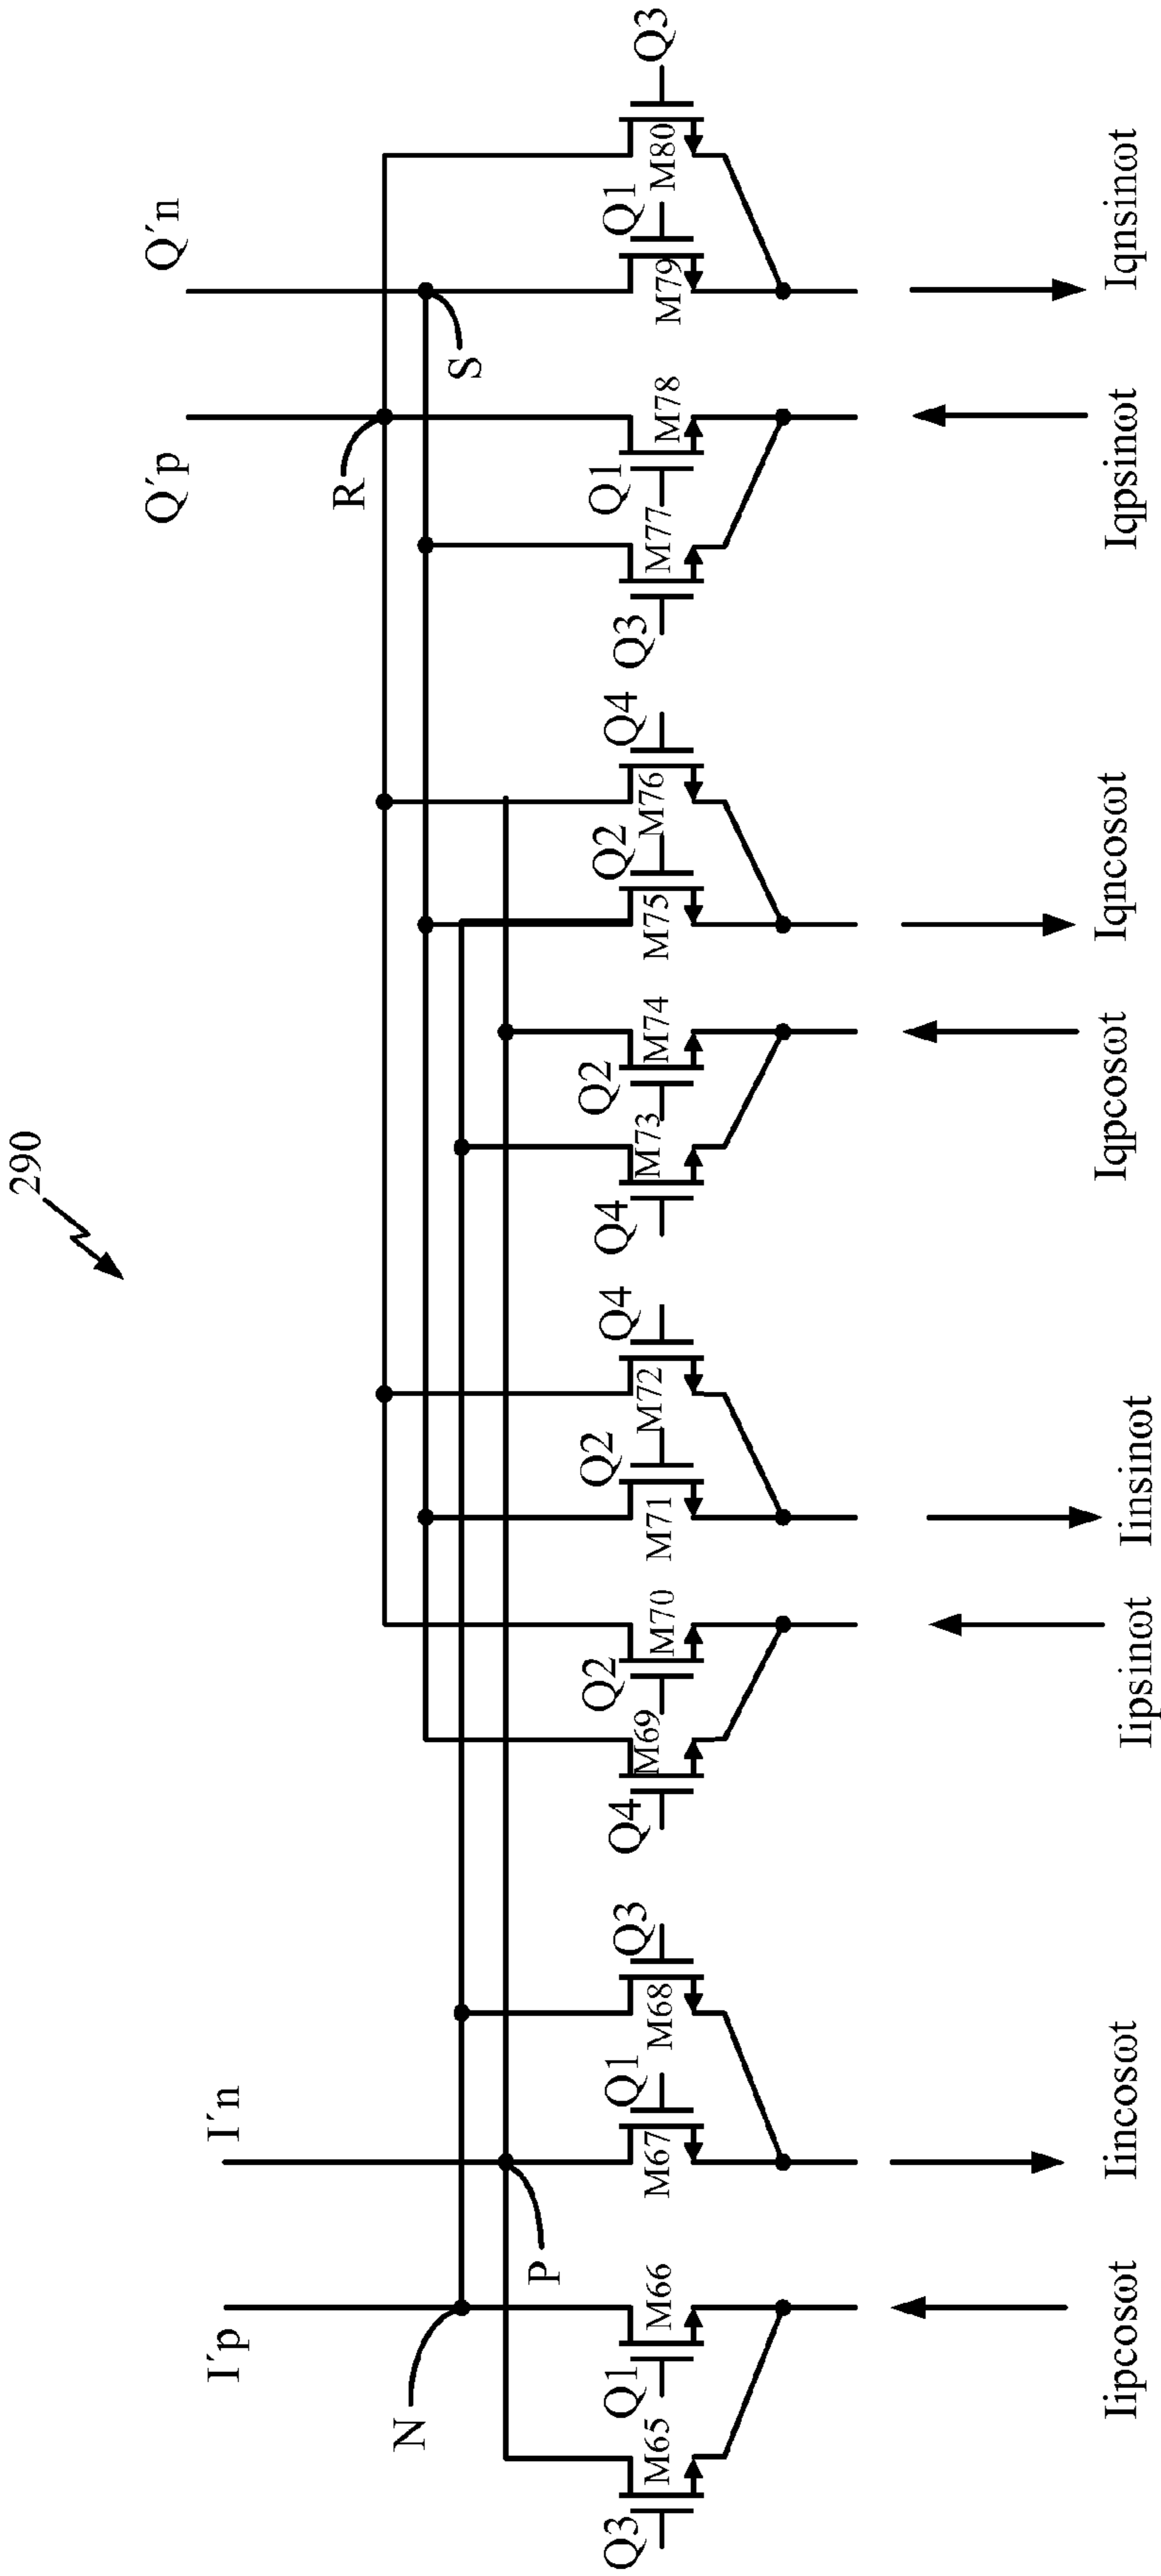 290
I´p
I´n
Q´p
Q´n
N
P
R
S
Q3
M65
Q1
M66
M67
Q1
M68
Q3
Q4
M69
Q2
M70
M71
Q2
M72
Q4
Q4
M73
Q2
M74
M75
Q2
M76
Q4
Q3
M77
Q1
M78
M79
Q1
M80
Q3
Iipcosωt
Iincosωt
Iipsinωt
Iinsinωt
Iqpcosωt
Iqncosωt
Iqpsinωt
Iqnsinωt